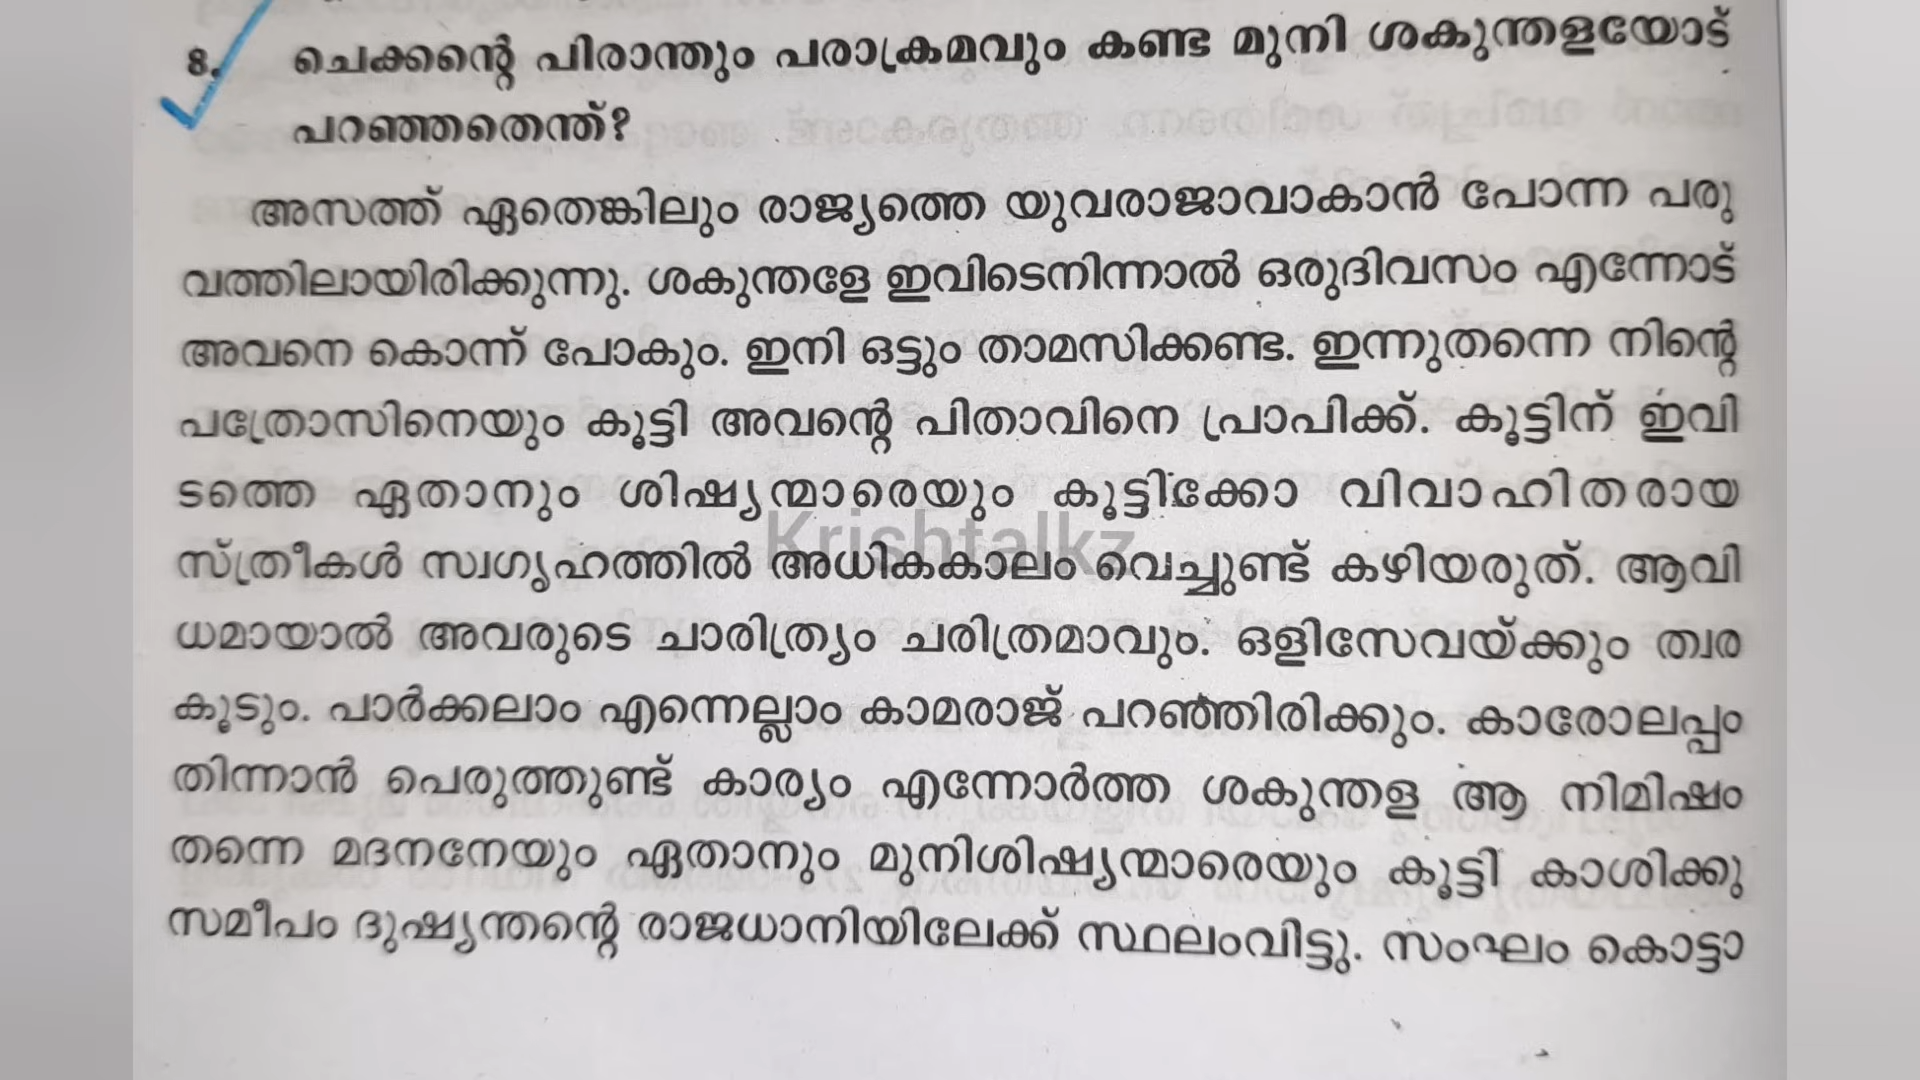 8. ചെക്കന്റെ പിരാന്തും പരാക്രമവും കണ്ട മുനി ശകുന്തളയോട്
പറഞ്ഞതെന്ത്?
അസത്ത് ഏതെങ്കിലും രാജ്യത്തെ യുവരാജാവാകാൻ പോന്ന പരു
വത്തിലായിരിക്കുന്നു. ശകുന്തളേ ഇവിടെനിന്നാൽ ഒരുദിവസം എന്നോട്
അവനെ കൊന്ന് പോകും. ഇനി ഒട്ടും താമസിക്കണ്ട. ഇന്നുതന്നെ നിന്റെ
പത്രോസിനെയും കൂട്ടി അവന്റെ പിതാവിനെ പ്രാപിക്ക്. കൂട്ടിന് ഇവി
ടത്തെ ഏതാനും ശിഷ്യന്മാരെയും കൂട്ടിക്കോ വിവാഹിതരായ
സ്ത്രീകൾ സ്വഗൃഹത്തിൽ അധികകാലം വെച്ചുണ്ട് കഴിയരുത്. ആവി
ധമായാൽ അവരുടെ ചാരിത്ര്യം ചരിത്രമാവും. ഒളിസേവയ്ക്കും ത്വര
കൂടും. പാർക്കലാം എന്നെല്ലാം കാമരാജ് പറഞ്ഞിരിക്കും. കാരോലപ്പം
തിന്നാൻ പെരുത്തുണ്ട് കാര്യം എന്നോർത്ത ശകുന്തള ആ നിമിഷം
തന്നെ മദനനേയും ഏതാനും മുനിശിഷ്യന്മാരെയും കൂട്ടി കാശിക്കു
സമീപം ദുഷ്യന്തന്റെ രാജധാനിയിലേക്ക് സ്ഥലംവിട്ടു. സംഘം കൊട്ടാ
Krishtalkz